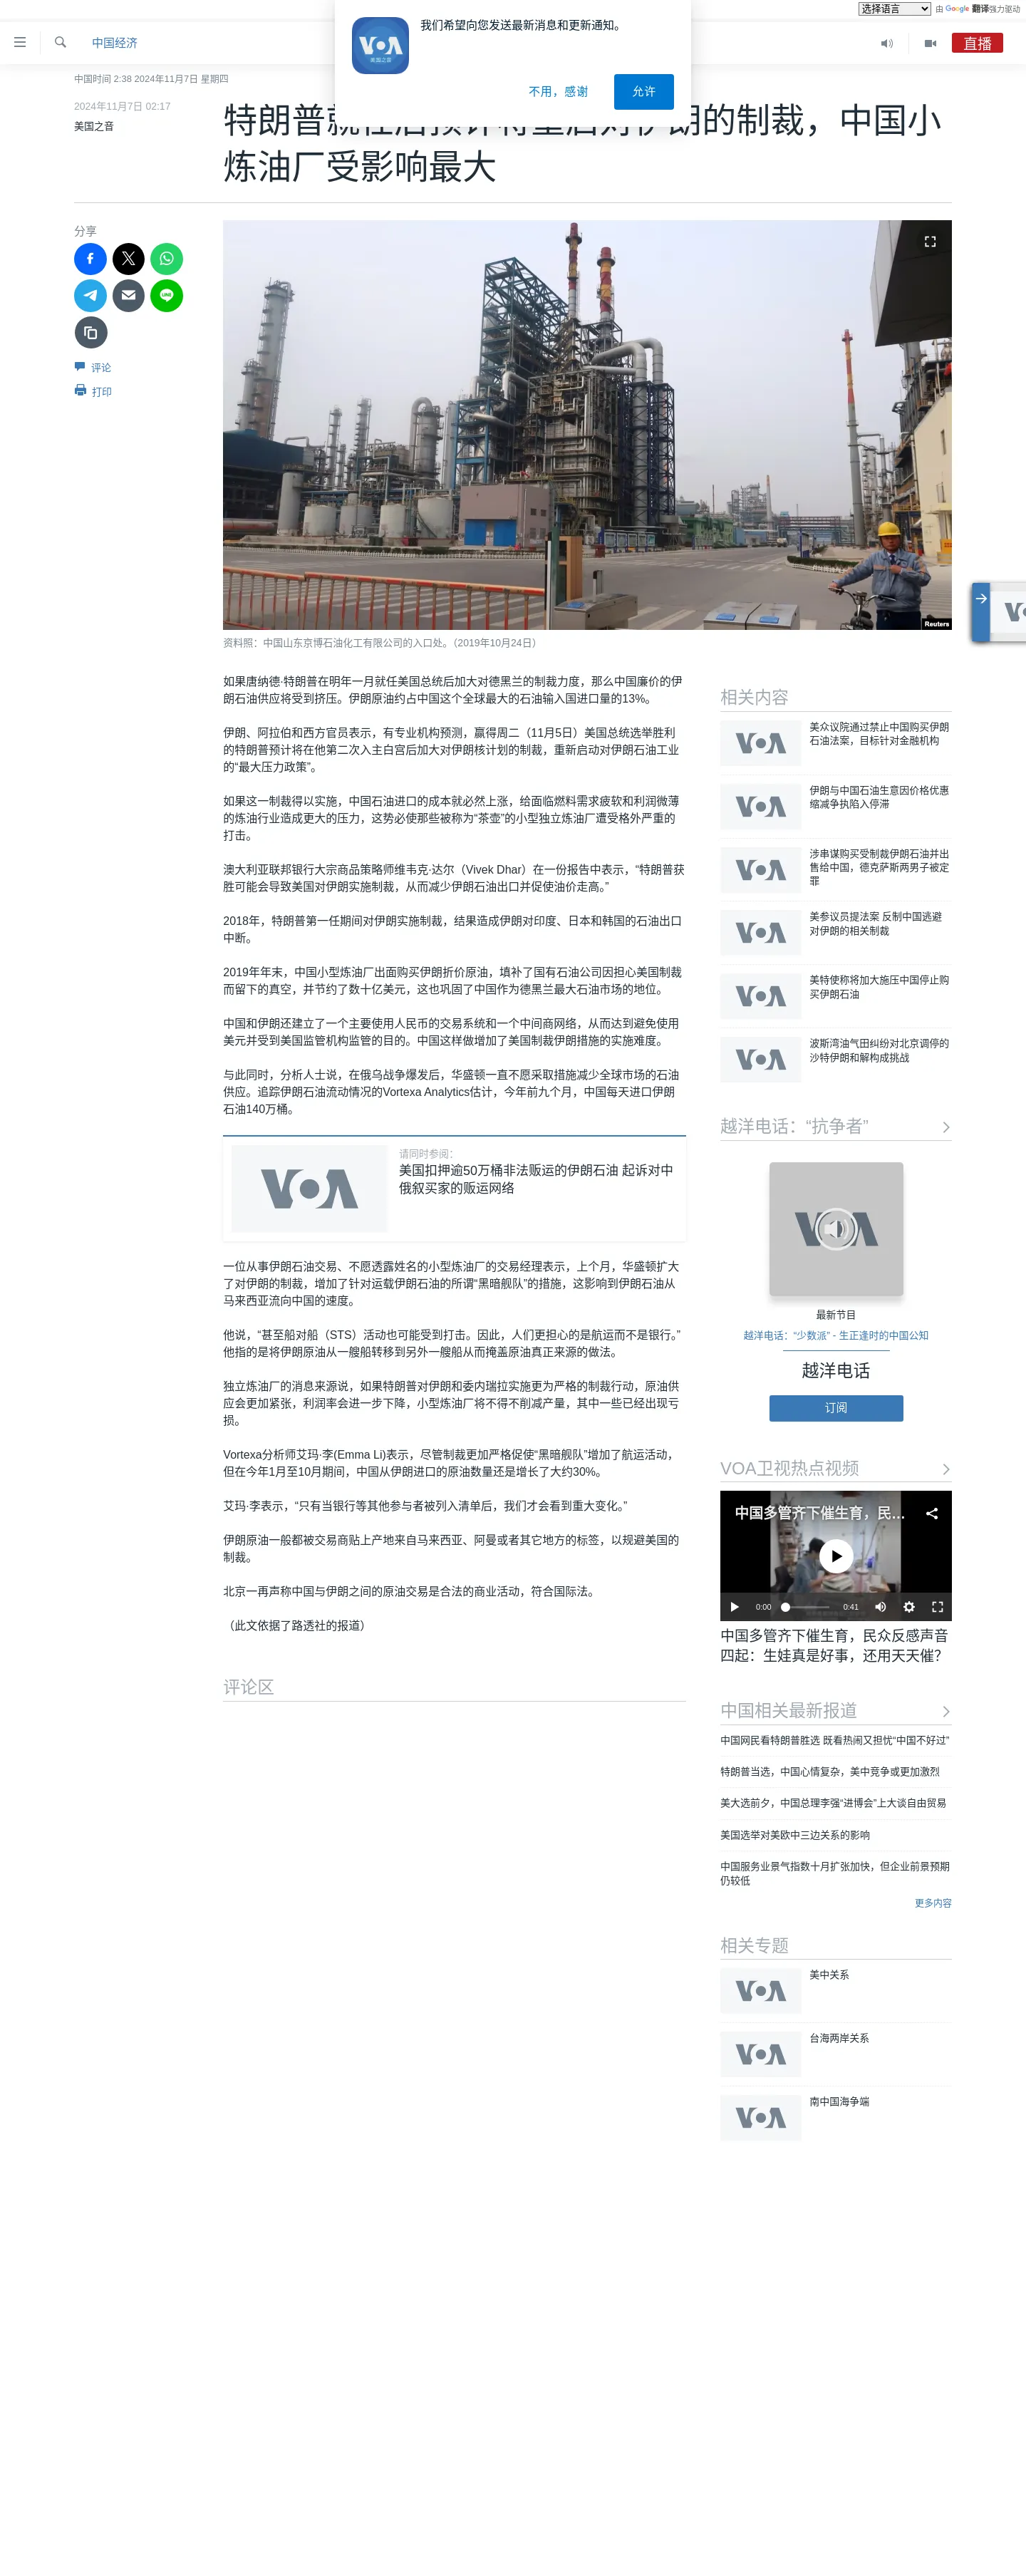 选择语言
由 Google 翻译强力驱动
我们希望向您发送最新消息和更新通知。
VOA
美国之音
不用，感谢
允许
中国经济
直播
中国时间 2:38 2024年11月7日 星期四
2024年11月7日 02:17
美国之音
特朗普就任后预计将重启对伊朗的制裁，中国小
炼油厂受影响最大
分享
评论
打印
Reuters
资料照：中国山东京博石油化工有限公司的入口处。（2019年10月24日）
如果唐纳德·特朗普在明年一月就任美国总统后加大对德黑兰的制裁力度，那么中国廉价的伊
朗石油供应将受到挤压。伊朗原油约占中国这个全球最大的石油输入国进口量的13%。
伊朗、阿拉伯和西方官员表示，有专业机构预测，赢得周二（11月5日）美国总统选举胜利
的特朗普预计将在他第二次入主白宫后加大对伊朗核计划的制裁，重新启动对伊朗石油工业
的“最大压力政策”。
如果这一制裁得以实施，中国石油进口的成本就必然上涨，给面临燃料需求疲软和利润微薄
的炼油行业造成更大的压力，这势必使那些被称为“茶壶”的小型独立炼油厂遭受格外严重的
打击。
澳大利亚联邦银行大宗商品策略师维韦克·达尔（Vivek Dhar）在一份报告中表示，“特朗普获
胜可能会导致美国对伊朗实施制裁，从而减少伊朗石油出口并促使油价走高。”
2018年，特朗普第一任期间对伊朗实施制裁，结果造成伊朗对印度、日本和韩国的石油出口
中断。
2019年年末，中国小型炼油厂出面购买伊朗折价原油，填补了国有石油公司因担心美国制裁
而留下的真空，并节约了数十亿美元，这也巩固了中国作为德黑兰最大石油市场的地位。
中国和伊朗还建立了一个主要使用人民币的交易系统和一个中间商网络，从而达到避免使用
美元并受到美国监管机构监管的目的。中国这样做增加了美国制裁伊朗措施的实施难度。
与此同时，分析人士说，在俄乌战争爆发后，华盛顿一直不愿采取措施减少全球市场的石油
供应。追踪伊朗石油流动情况的Vortexa Analytics估计，今年前九个月，中国每天进口伊朗
石油140万桶。
VOA
请同时参阅：
美国扣押逾50万桶非法贩运的伊朗石油 起诉对中
俄叙买家的贩运网络
一位从事伊朗石油交易、不愿透露姓名的小型炼油厂的交易经理表示，上个月，华盛顿扩大
了对伊朗的制裁，增加了针对运载伊朗石油的所谓“黑暗舰队”的措施，这影响到伊朗石油从
马来西亚流向中国的速度。
他说，“甚至船对船（STS）活动也可能受到打击。因此，人们更担心的是航运而不是银行。”
他指的是将伊朗原油从一艘船转移到另外一艘船从而掩盖原油真正来源的做法。
独立炼油厂的消息来源说，如果特朗普对伊朗和委内瑞拉实施更为严格的制裁行动，原油供
应会更加紧张，利润率会进一步下降，小型炼油厂将不得不削减产量，其中一些已经出现亏
损。
Vortexa分析师艾玛·李(Emma Li)表示，尽管制裁更加严格促使“黑暗舰队”增加了航运活动，
但在今年1月至10月期间，中国从伊朗进口的原油数量还是增长了大约30%。
艾玛·李表示，“只有当银行等其他参与者被列入清单后，我们才会看到重大变化。”
伊朗原油一般都被交易商贴上产地来自马来西亚、阿曼或者其它地方的标签，以规避美国的
制裁。
北京一再声称中国与伊朗之间的原油交易是合法的商业活动，符合国际法。
（此文依据了路透社的报道）
评论区
相关内容
VOA
美众议院通过禁止中国购买伊朗
石油法案，目标针对金融机构
VOA
伊朗与中国石油生意因价格优惠
缩减争执陷入停滞
VOA
涉串谋购买受制裁伊朗石油并出
售给中国，德克萨斯两男子被定
罪
VOA
美参议员提法案 反制中国逃避
对伊朗的相关制裁
VOA
美特使称将加大施压中国停止购
买伊朗石油
VOA
波斯湾油气田纠纷对北京调停的
沙特伊朗和解构成挑战
越洋电话：“抗争者”
VOA
最新节目
越洋电话：“少数派” - 生正逢时的中国公知
越洋电话
订阅
VOA卫视热点视频
中国多管齐下催生育，民...
0:00
0:41
中国多管齐下催生育，民众反感声音
四起：生娃真是好事，还用天天催？
中国相关最新报道
中国网民看特朗普胜选 既看热闹又担忧“中国不好过”
特朗普当选，中国心情复杂，美中竞争或更加激烈
美大选前夕，中国总理李强“进博会”上大谈自由贸易
美国选举对美欧中三边关系的影响
中国服务业景气指数十月扩张加快，但企业前景预期
仍较低
更多内容
相关专题
VOA
美中关系
VOA
台海两岸关系
VOA
南中国海争端